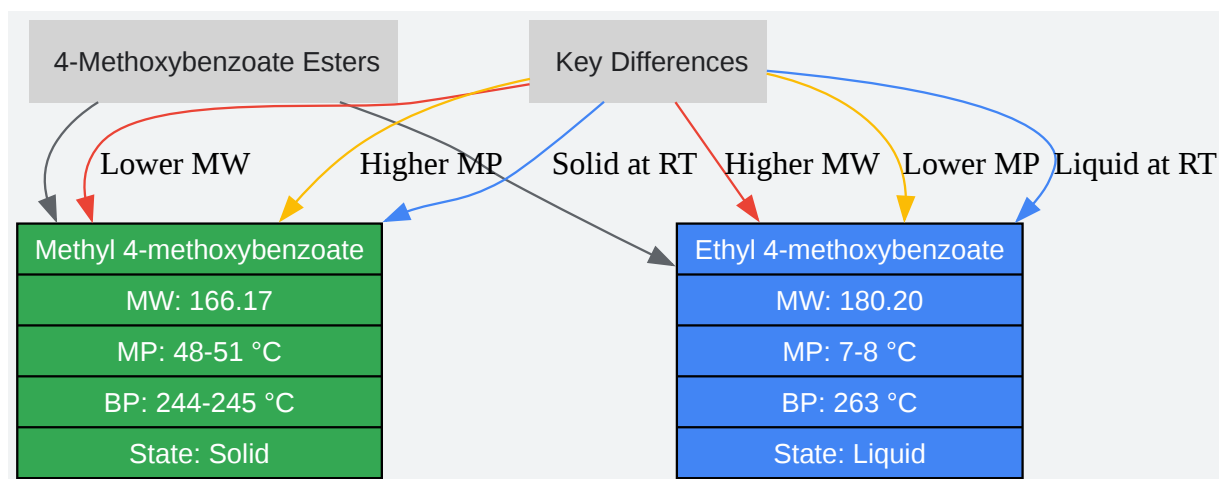 4-Methoxybenzoate Esters
Key Differences
Lower MW
Higher MP
Solid at RT
Higher MW
Lower MP
Liquid at RT
Methyl 4-methoxybenzoate
MW: 166.17
MP: 48-51 °C
BP: 244-245 °C
State: Solid
Ethyl 4-methoxybenzoate
MW: 180.20
MP: 7-8 °C
BP: 263 °C
State: Liquid